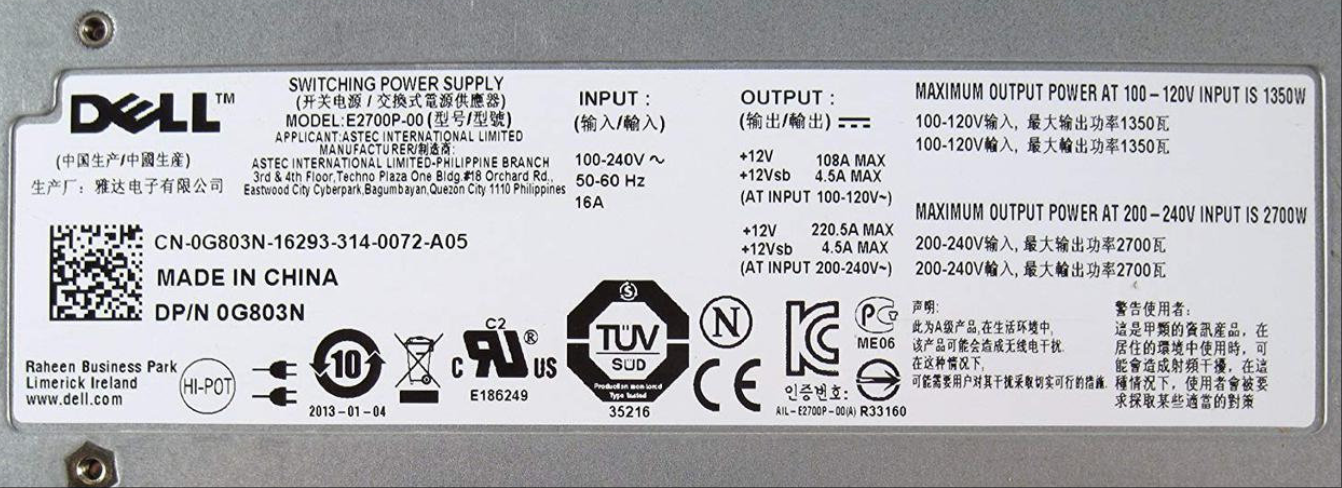 DELL™
(中国生产/中國生産)
生产厂: 雅达电子有限公司
SWITCHING POWER SUPPLY
(开关电源 / 交換式電源供應器)
MODEL:E2700P-00 (型号/型號)
APPLICANT:ASTEC INTERNATIONAL LIMITED
MANUFACTURER/制造商:
ASTEC INTERNATIONAL LIMITED-PHILIPPINE BRANCH
3rd & 4th Floor,Techno Plaza One Bldg.#18 Orchard Rd.,
Eastwood City Cyberpark,Bagumbayan,Quezon City 1110 Philippines
INPUT :
(输入/輸入)
100-240V ~
50-60 Hz
16A
OUTPUT :
(输出/輸出)
+12V 108A MAX
+12Vsb 4.5A MAX
(AT INPUT 100-120V~)
+12V 220.5A MAX
+12Vsb 4.5A MAX
(AT INPUT 200-240V~)
MAXIMUM OUTPUT POWER AT 100-120V INPUT IS 1350W
100-120V输入, 最大输出功率1350瓦
100-120V輸入, 最大輸出功率1350瓦
MAXIMUM OUTPUT POWER AT 200-240V INPUT IS 2700W
200-240V输入, 最大输出功率2700瓦
200-240V輸入, 最大輸出功率2700瓦
CN-0G803N-16293-314-0072-A05
MADE IN CHINA
DP/N 0G803N
Raheen Business Park
Limerick Ireland
www.dell.com
HI-POT
10
2013-01-04
C2
C UR ® US
E186249
S
TÜV
SÜD
Production monitored
Type tested
35216
N
CE
KC
인증번호:
AIL-E2700P-00(A)
PG
ME06
R33160
声明:
此为A级产品,在生活环境中,
该产品可能会造成无线电干扰.
在这种情况下,
可能需要用户对其干扰采取切实可行的措施.
警告使用者:
這是甲類的資訊產品, 在
居住的環境中使用時, 可
能會造成射頻干擾, 在這
種情況下, 使用者會被要
求採取某些適當的對策